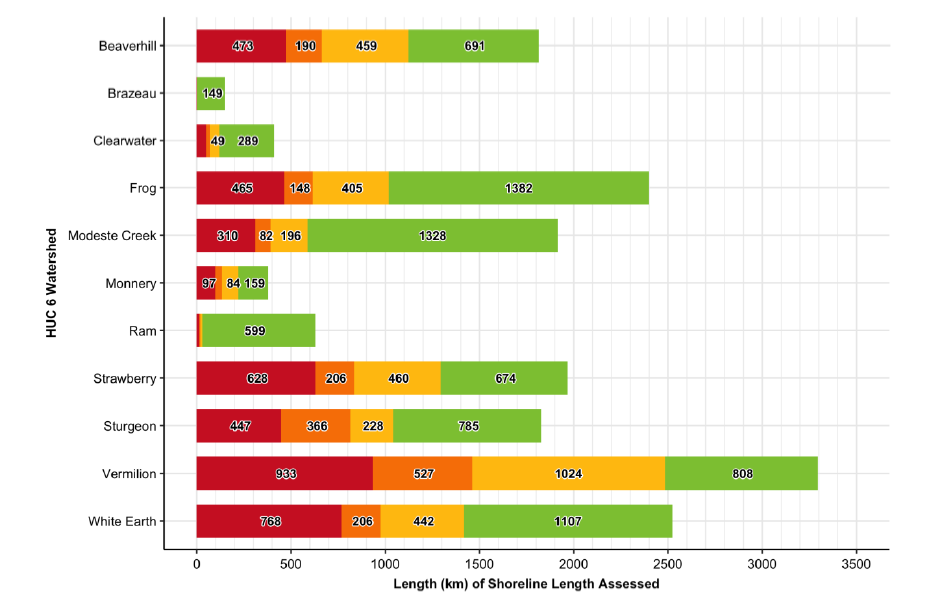 Beaverhill 473 190 459 691
Brazeau 149
Clearwater 49 289
Frog 465 148 405 1382
Modeste Creek 310 82 196 1328
Monnery 97 84 159
Ram 599
Strawberry 628 206 460 674
Sturgeon 447 366 228 785
Vermilion 933 527 1024 808
White Earth 768 206 442 1107
HUC 6 Watershed
0 500 1000 1500 2000 2500 3000 3500
Length (km) of Shoreline Length Assessed